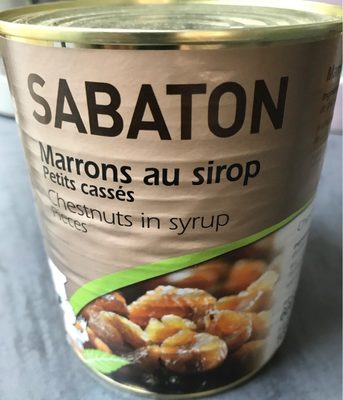 SABATON
Marrons au sirop
Petits cassés
Chestnuts in syrup
Pieces